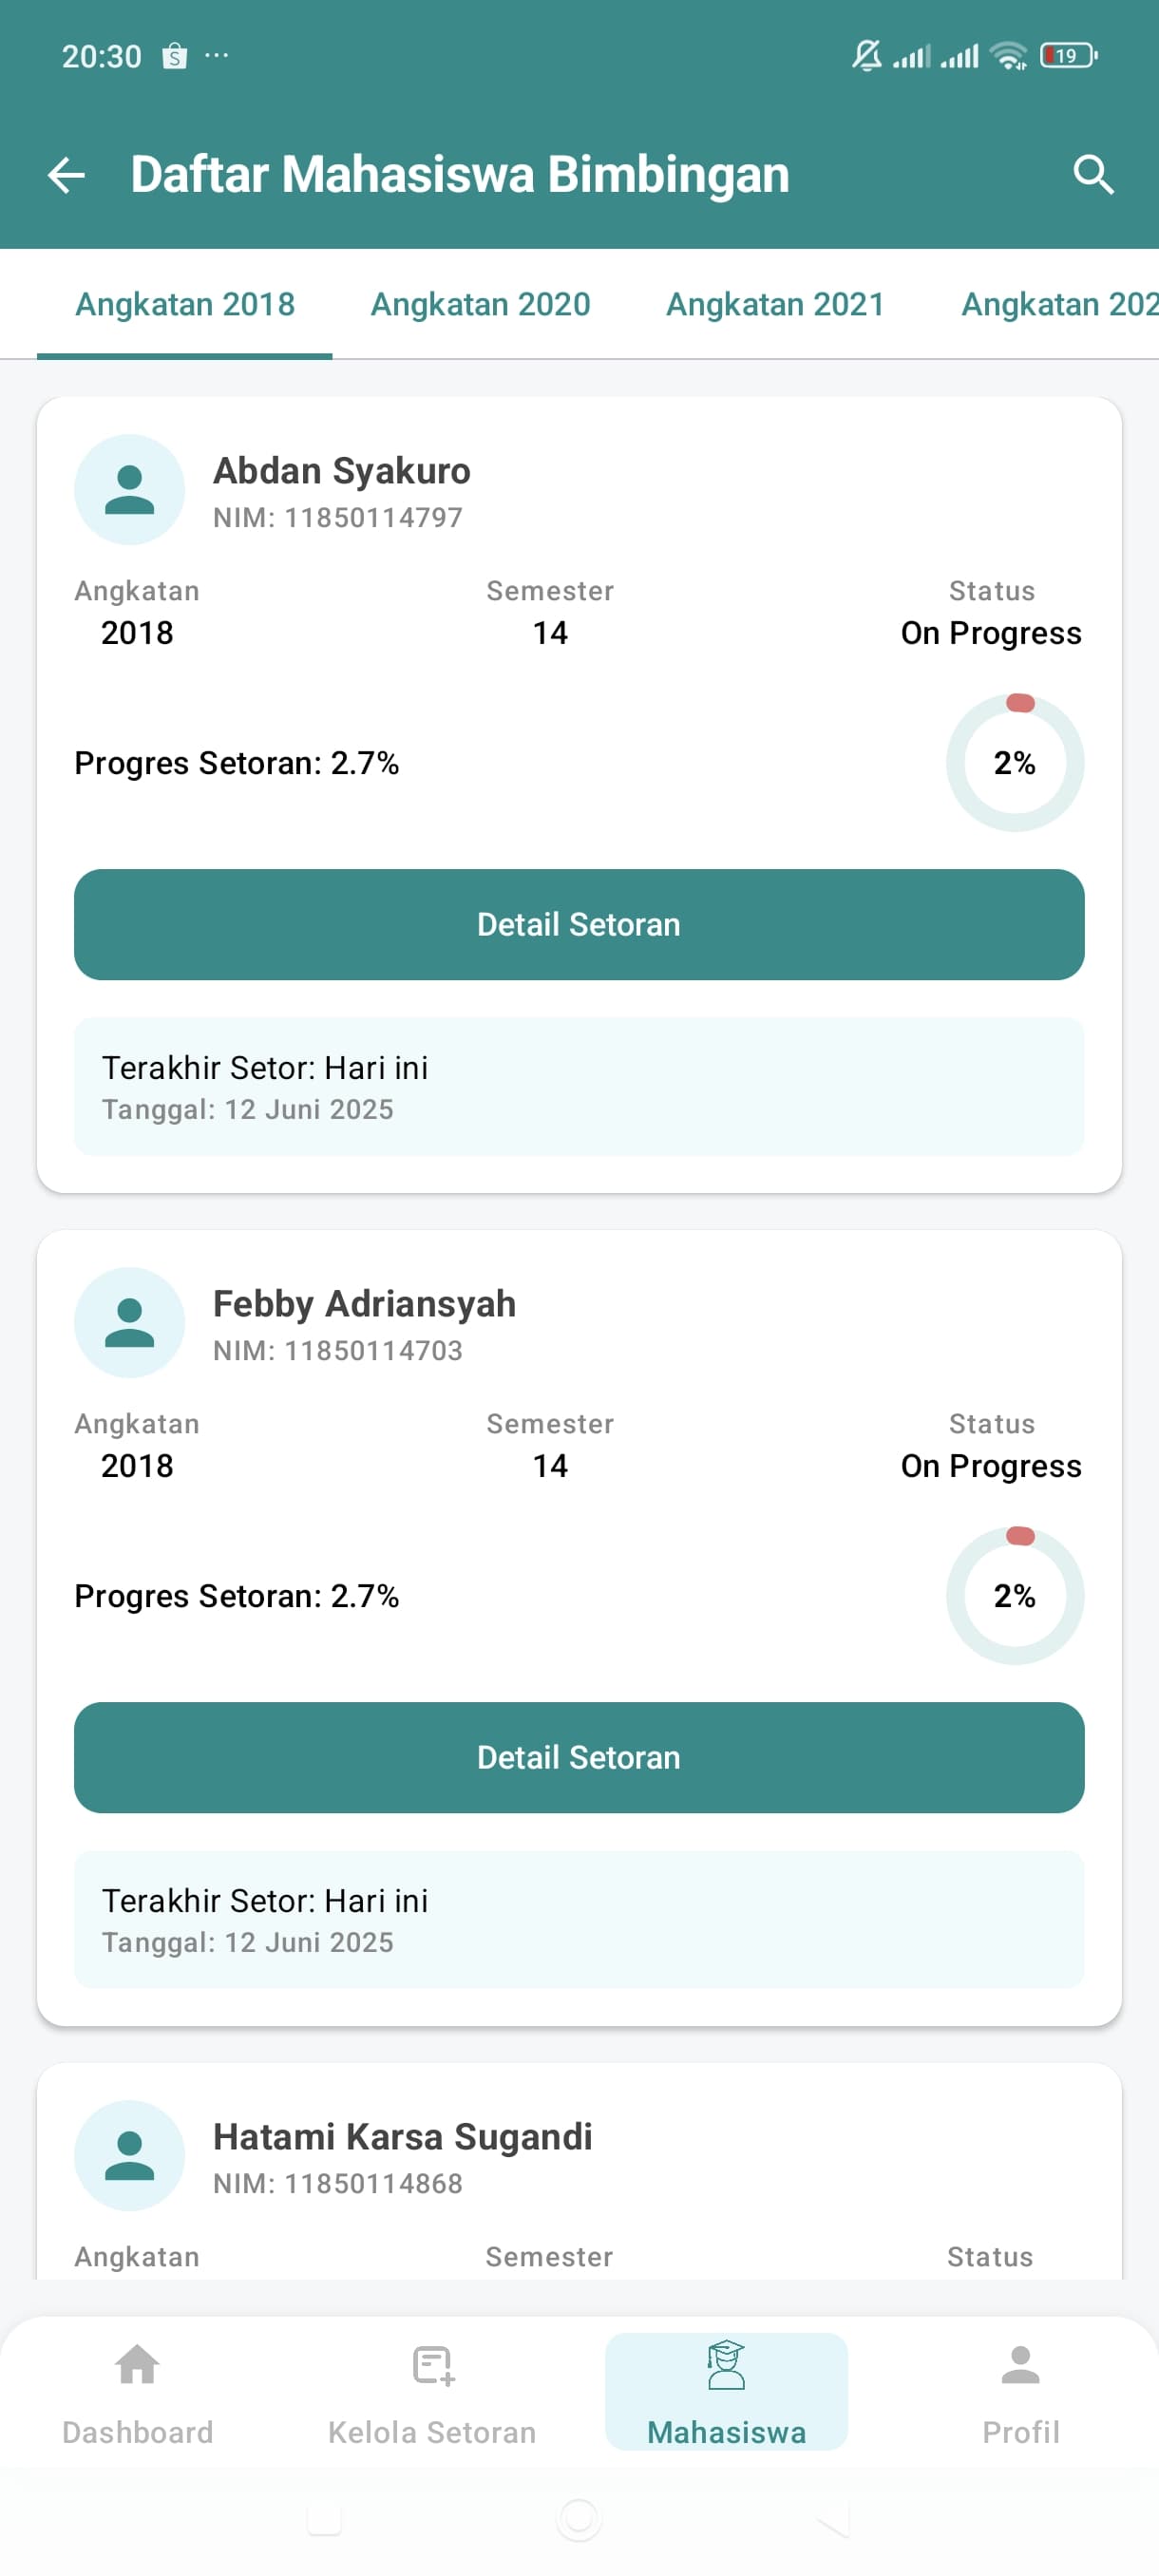 20:30
19
Daftar Mahasiswa Bimbingan
Angkatan 2018 Angkatan 2020 Angkatan 2021 Angkatan 202
Abdan Syakuro
NIM: 11850114797
Angkatan Semester Status
2018 14 On Progress
Progres Setoran: 2.7% 2%
Detail Setoran
Terakhir Setor: Hari ini
Tanggal: 12 Juni 2025
Febby Adriansyah
NIM: 11850114703
Angkatan Semester Status
2018 14 On Progress
Progres Setoran: 2.7% 2%
Detail Setoran
Terakhir Setor: Hari ini
Tanggal: 12 Juni 2025
Hatami Karsa Sugandi
NIM: 11850114868
Angkatan Semester Status
Dashboard Kelola Setoran Mahasiswa Profil